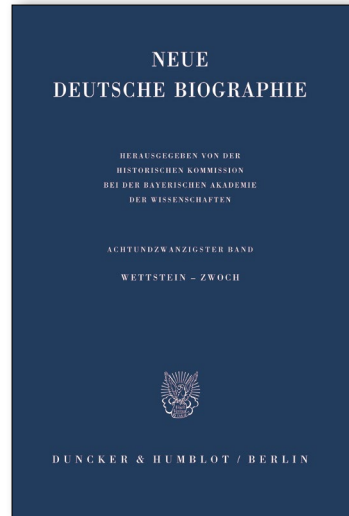 NEUE
DEUTSCHE BIOGRAPHIE
HERAUSGEGEBEN VON DER
HISTORISCHEN KOMMISSION
BEI DER BAYERISCHEN AKADEMIE
DER WISSENSCHAFTEN
ACHTUNDZWANZIGSTER BAND
WETTSTEIN – ZWOCH
DUNCKER & HUMBLOT / BERLIN